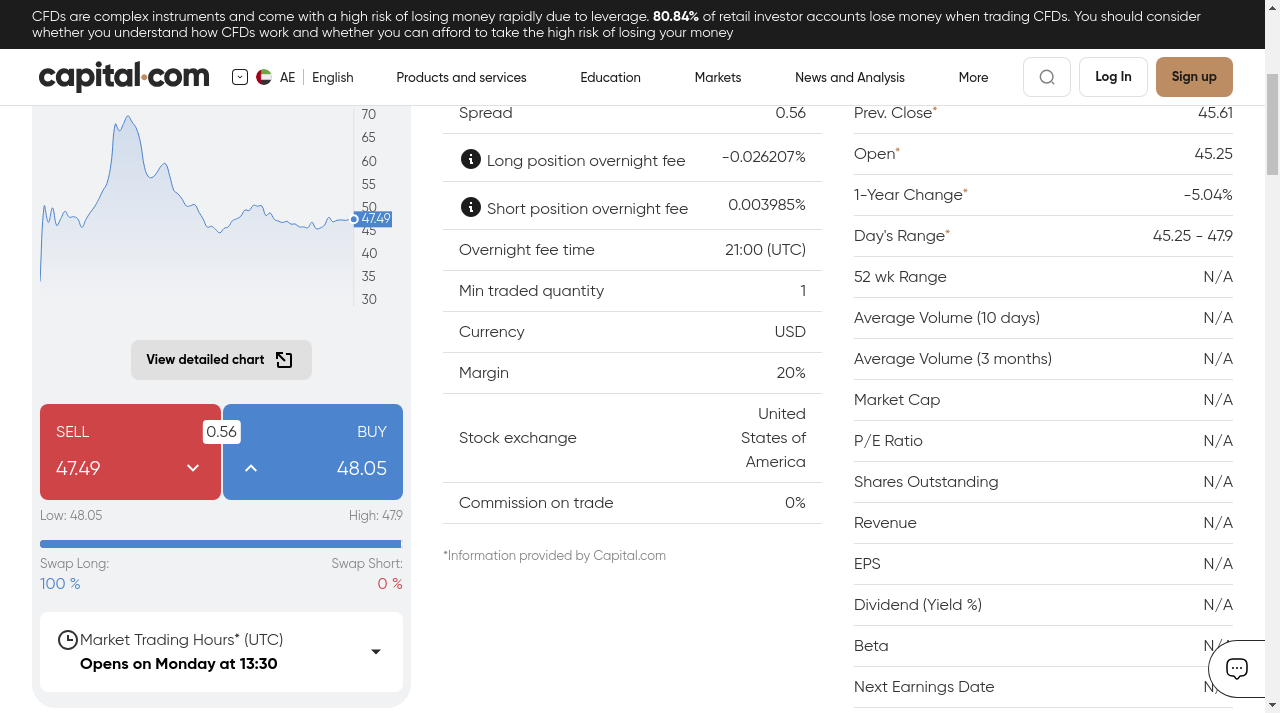 CFDs are complex instruments and come with a high risk of losing money rapidly due to leverage. 80.84% of retail investor accounts lose money when trading CFDs. You should consider
whether you understand how CFDs work and whether you can afford to take the high risk of losing your money
capital.com
AE
English
Products and services
Education
Markets
News and Analysis
More
Log In
Sign up
70
65
60
55
50
47.49
45
40
35
30
View detailed chart
SELL
47.49
0.56
BUY
48.05
Low: 48.05
High: 47.9
Swap Long:
Swap Short:
100 %
0 %
Market Trading Hours* (UTC)
Opens on Monday at 13:30
Spread 0.56
Long position overnight fee -0.026207%
Short position overnight fee 0.003985%
Overnight fee time 21:00 (UTC)
Min traded quantity 1
Currency USD
Margin 20%
Stock exchange United
States of
America
Commission on trade 0%
*Information provided by Capital.com
Prev. Close* 45.61
Open* 45.25
1-Year Change* -5.04%
Day's Range* 45.25 - 47.9
52 wk Range N/A
Average Volume (10 days) N/A
Average Volume (3 months) N/A
Market Cap N/A
P/E Ratio N/A
Shares Outstanding N/A
Revenue N/A
EPS N/A
Dividend (Yield %) N/A
Beta
Next Earnings Date